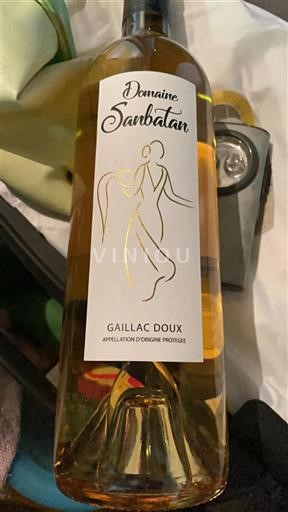 Domaine
Sanbatan
VINIOU
GAILLAC DOUX
APPELLATION D'ORIGINE PROTEGEE